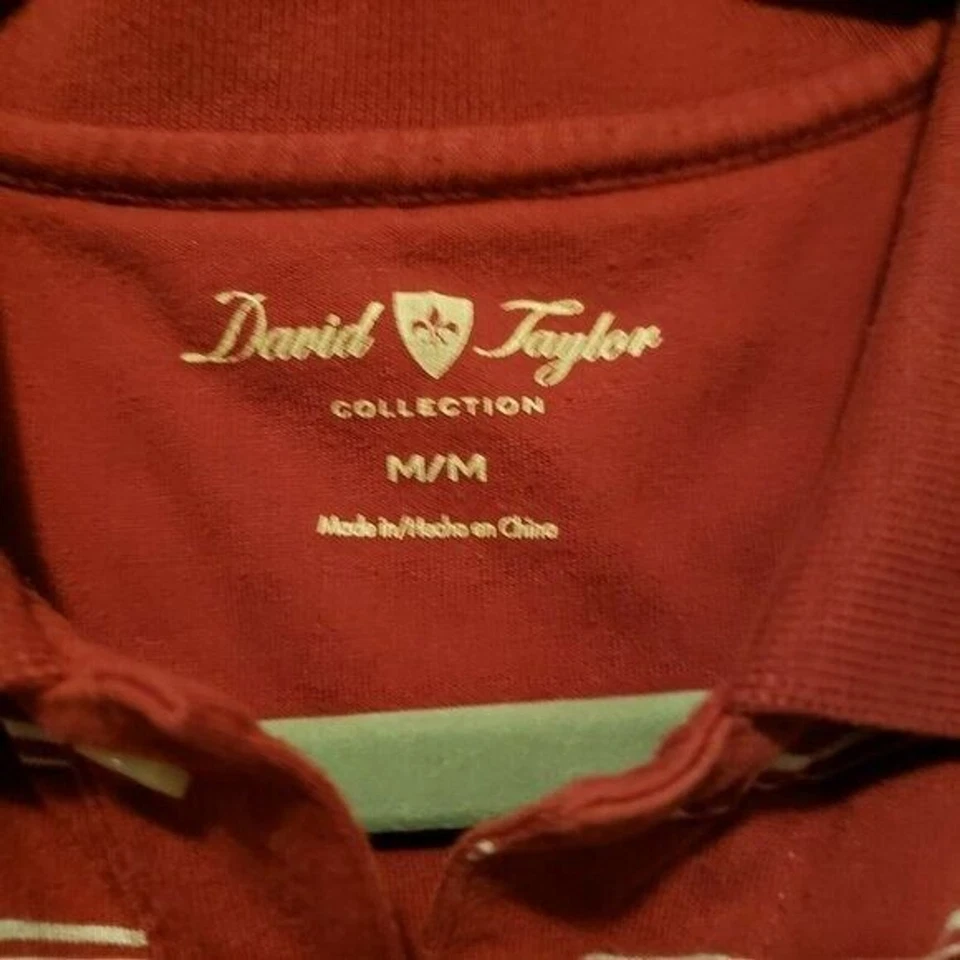 David Taylor
COLLECTION
M/M
Made in/Hecho en China